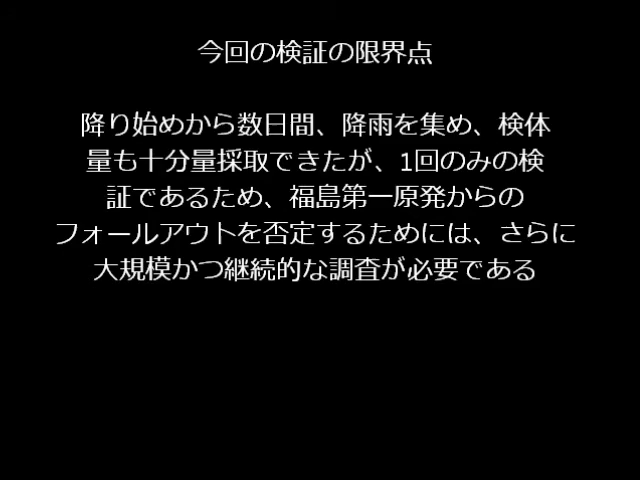 今回の検証の限界点
降り始めから数日間、降雨を集め、検体
量も十分量採取できたが、1回のみの検
証であるため、福島第一原発からの
フォールアウトを否定するためには、さらに
大規模かつ継続的な調査が必要である